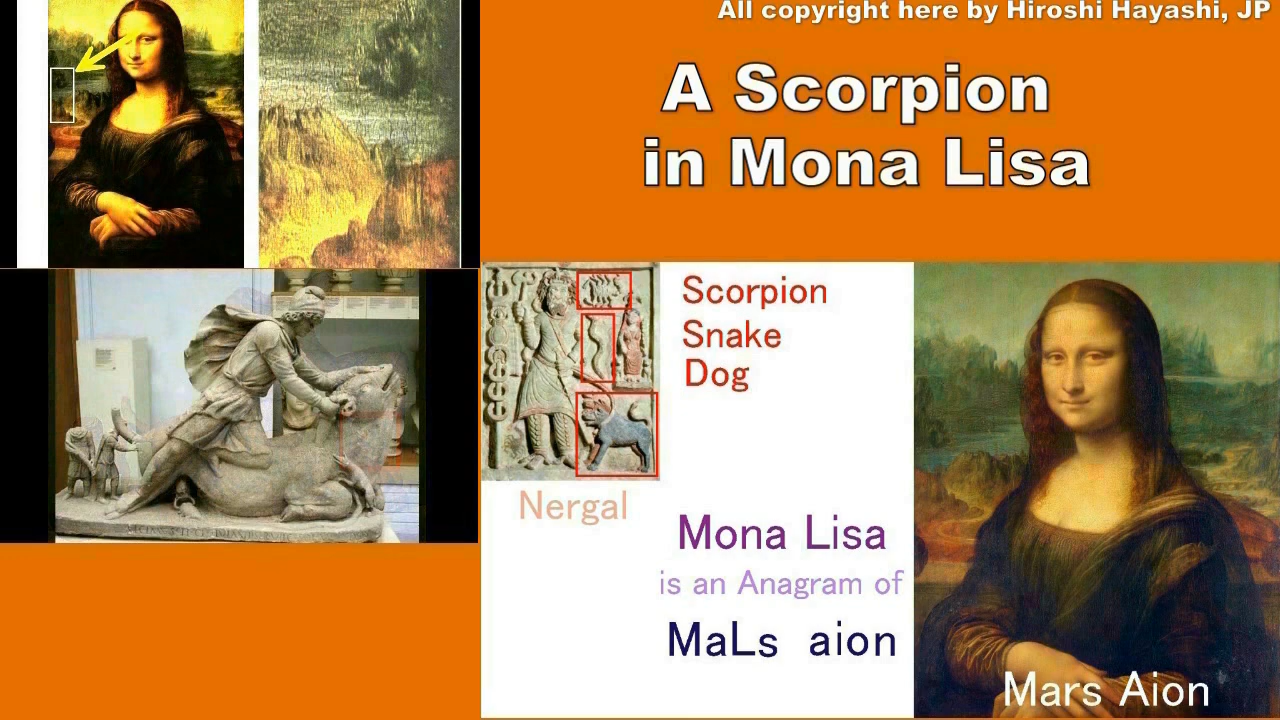 All copyright here by Hiroshi Hayashi, JP
A Scorpion
in Mona Lisa
Scorpion
Snake
Dog
Nergal
Mona Lisa
is an Anagram of
MaLs aion
Mars Aion